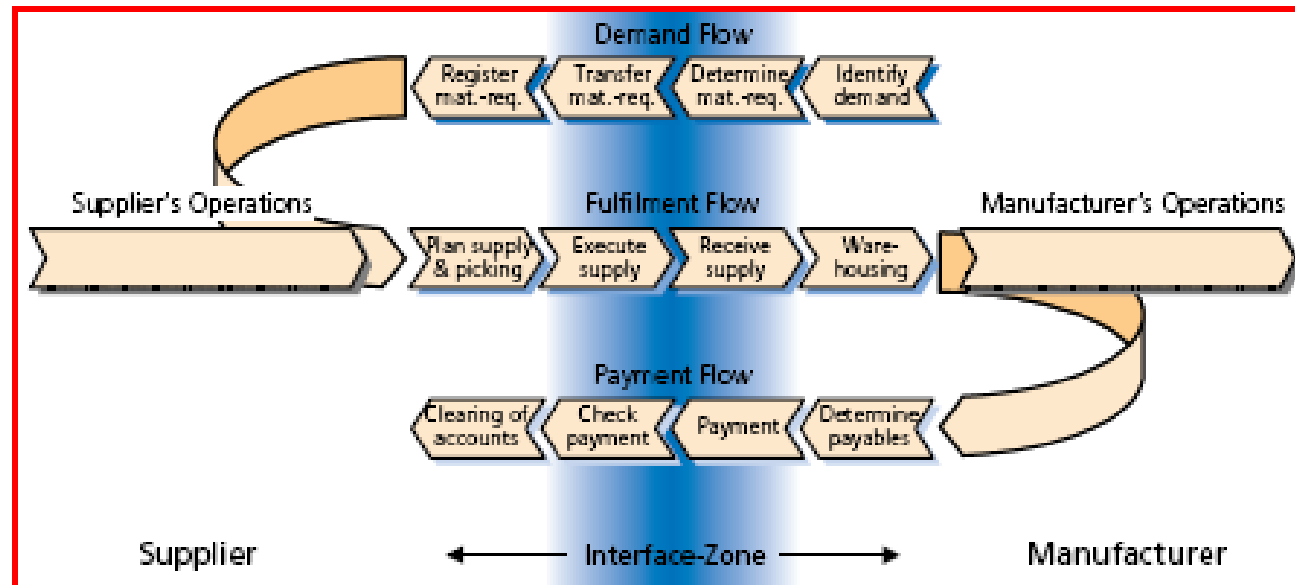 Demand Flow
Register
mat.-req.
Transfer
mat.-req.
Determine
mat.-req.
Identify
demand
Supplier's Operations
Fulfilment Flow
Manufacturer's Operations
Plan supply
& picking
Execute
supply
Receive
supply
Ware-
housing
Payment Flow
Clearing of
accounts
Check
payment
Payment
Determine
payables
Supplier
Interface-Zone
Manufacturer